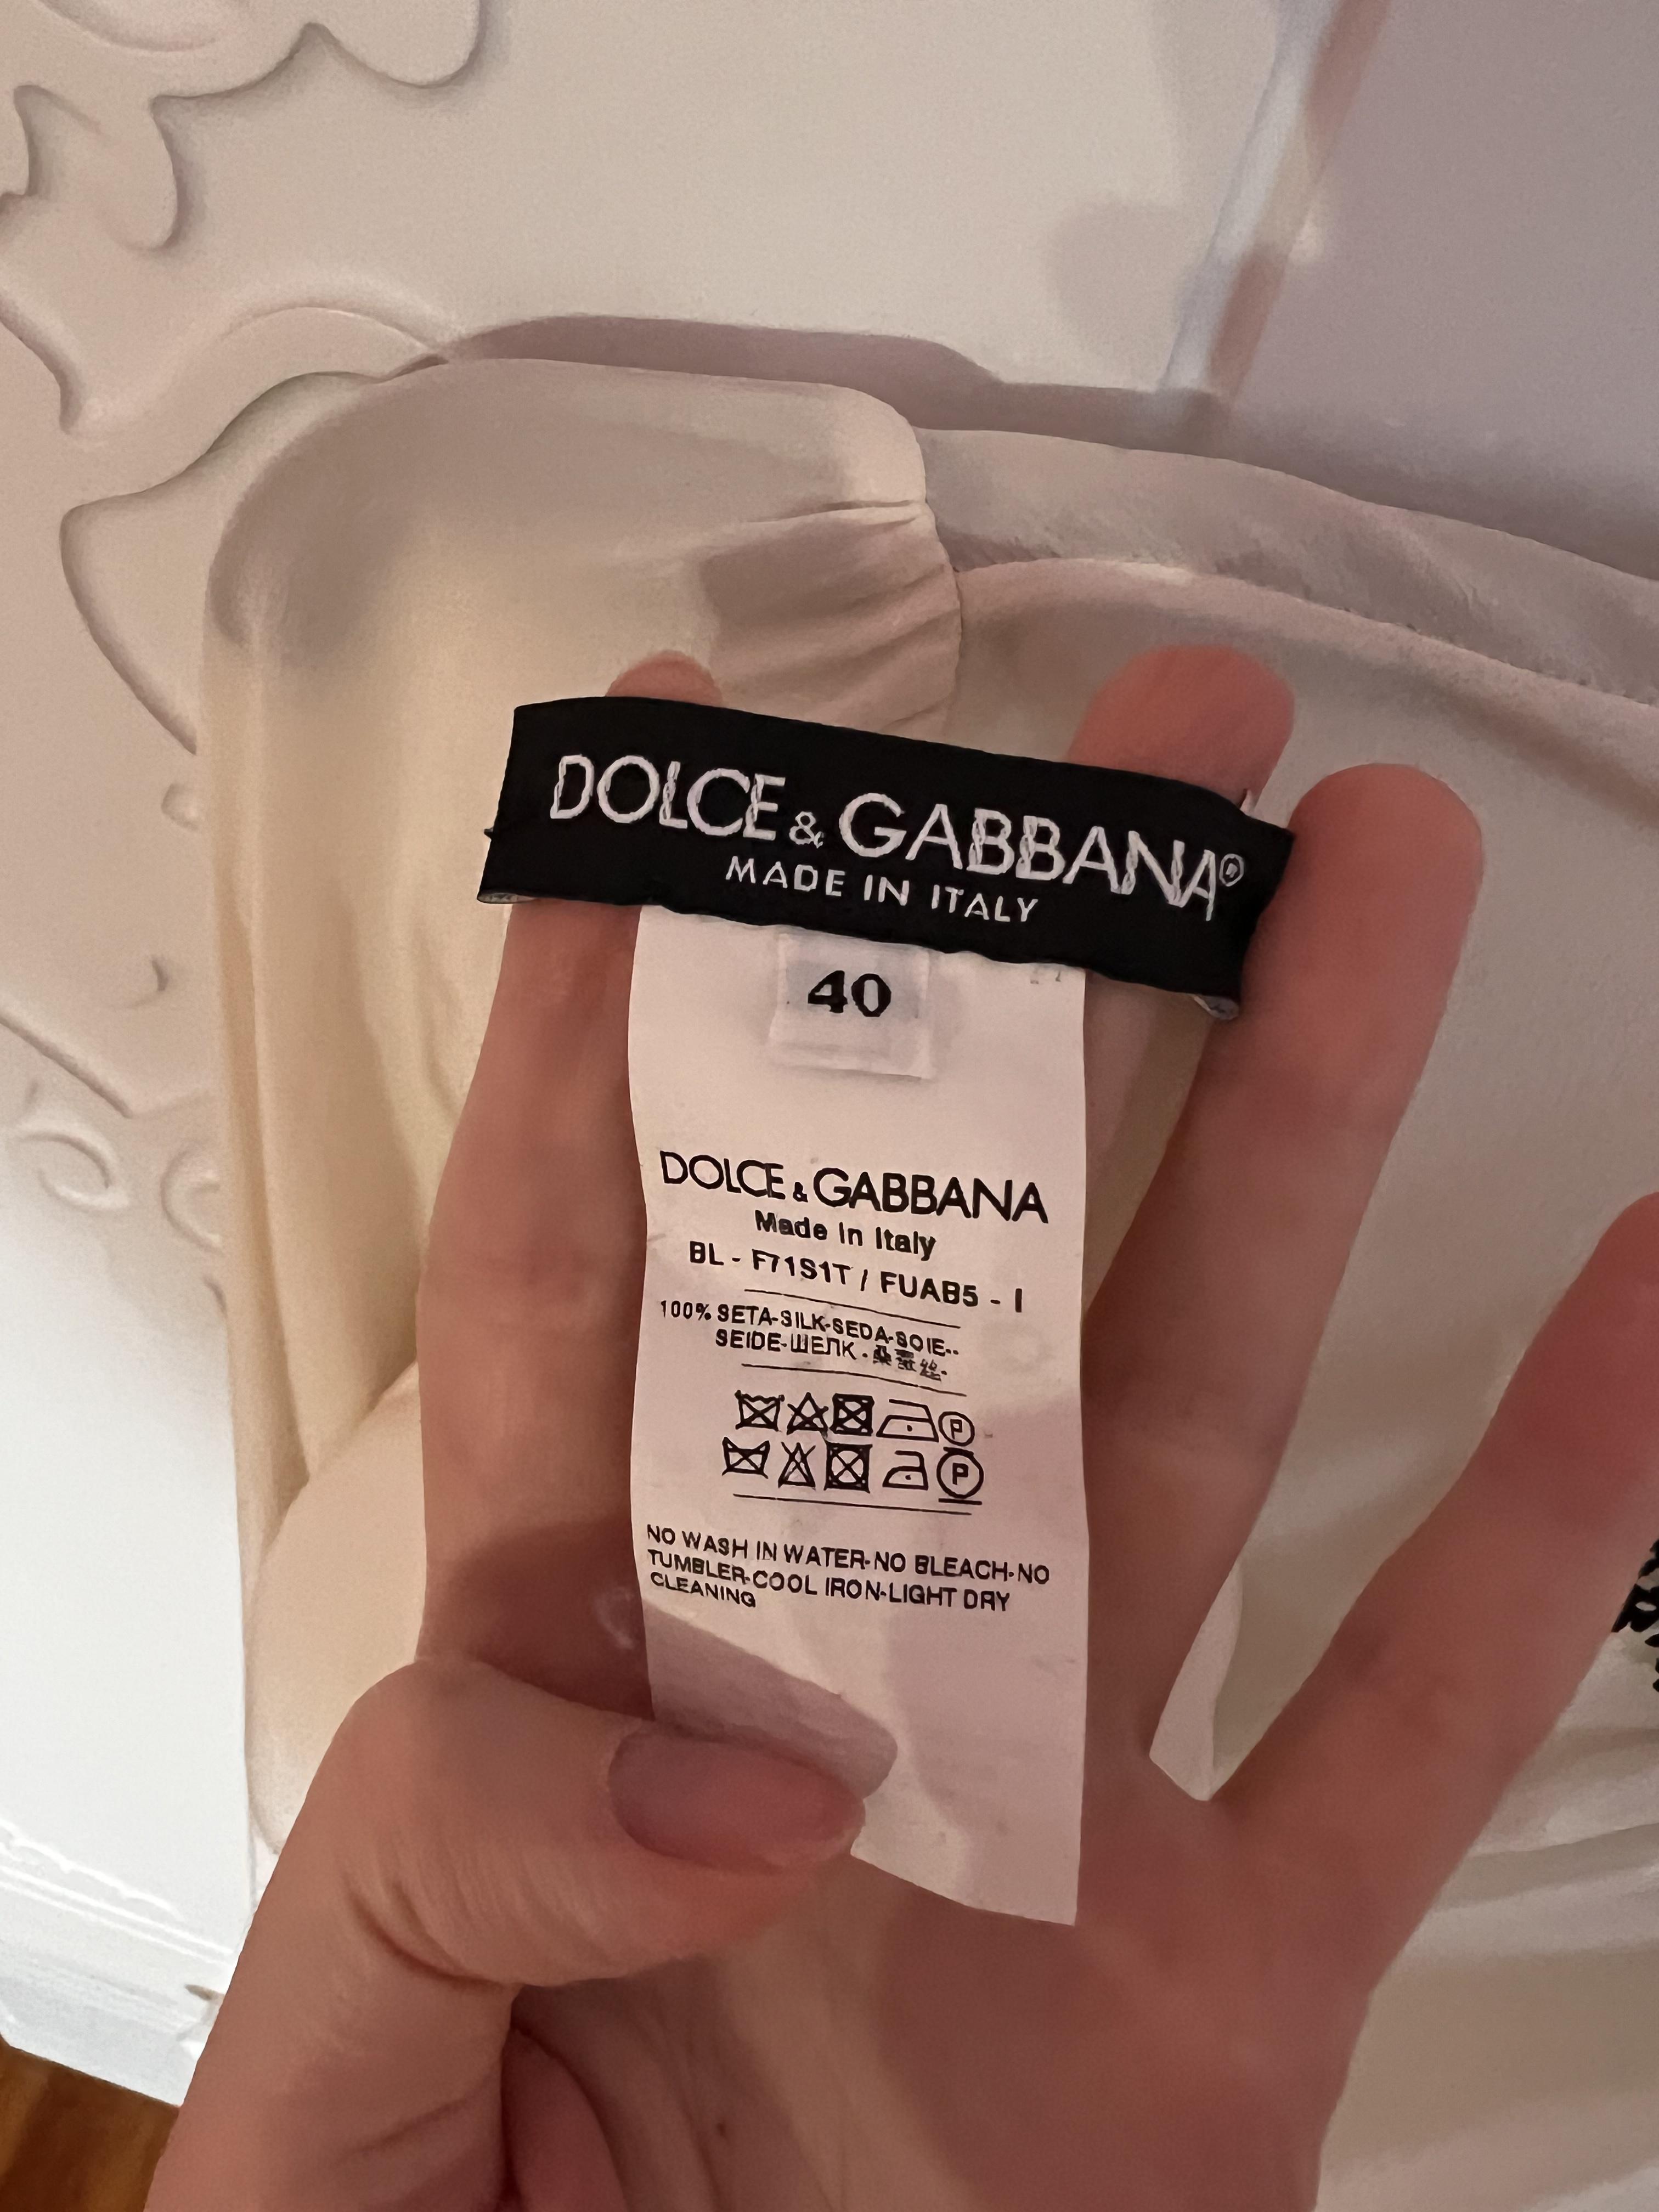 DOLCE & GABBANA®
MADE IN ITALY
40
DOLCE & GABBANA
Made In Italy
BL - F71S1T / FUAB5 - I
100% SETA-SILK-SEDA-SOIE--
SEIDE-ШЕЛК-桑蚕丝-
P
P
NO WASH IN WATER-NO BLEACH-NO
TUMBLER-COOL IRON-LIGHT DRY
CLEANING